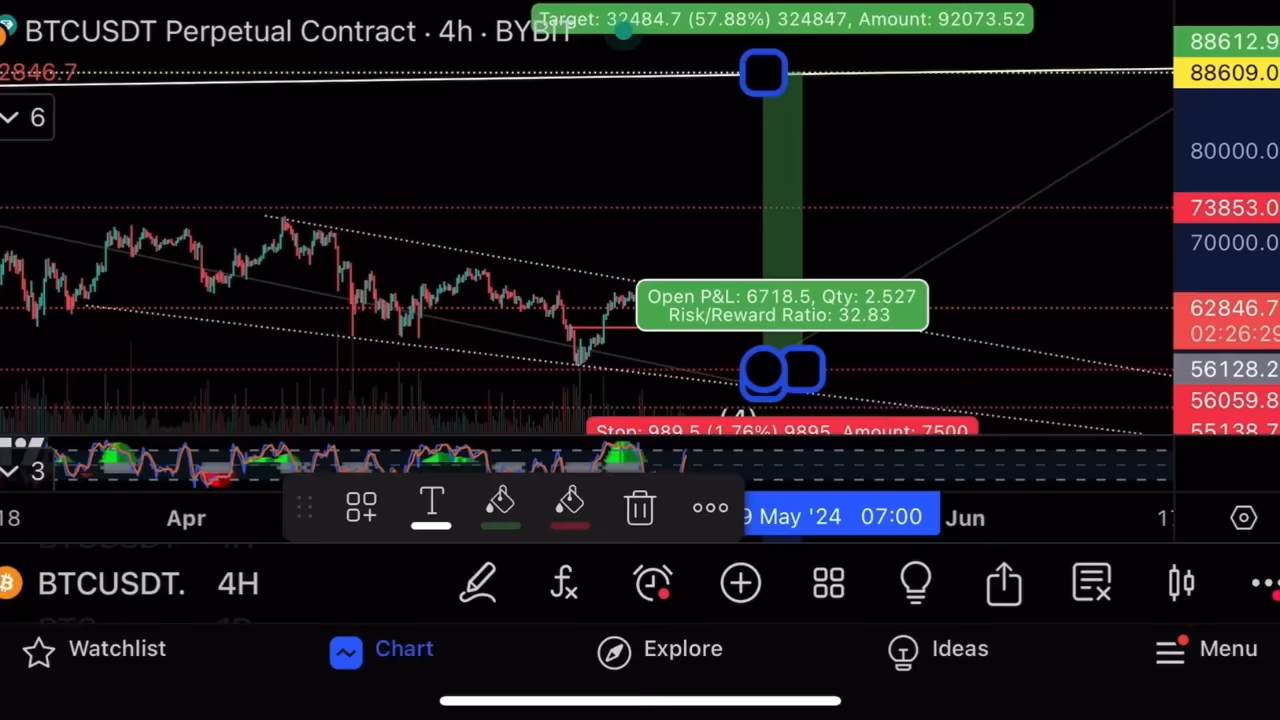 Target: 32484.7 (57.88%) 324847, Amount: 92073.52
BTCUSDT Perpetual Contract · 4h · BYBIT
88612.9
2846.7
88609.0
6
80000.0
73853.0
70000.0
Open P&L: 6718.5, Qty: 2.527
Risk/Reward Ratio: 32.83
62846.7
02:26:29
56128.2
56059.8
(4)
Stop: 989.5 (1.76%) 9895, Amount: 7500
55138.7
3
18
Apr
T
9 May '24 07:00
Jun
BTCUSDT.
4H
Watchlist
Chart
Explore
Ideas
Menu